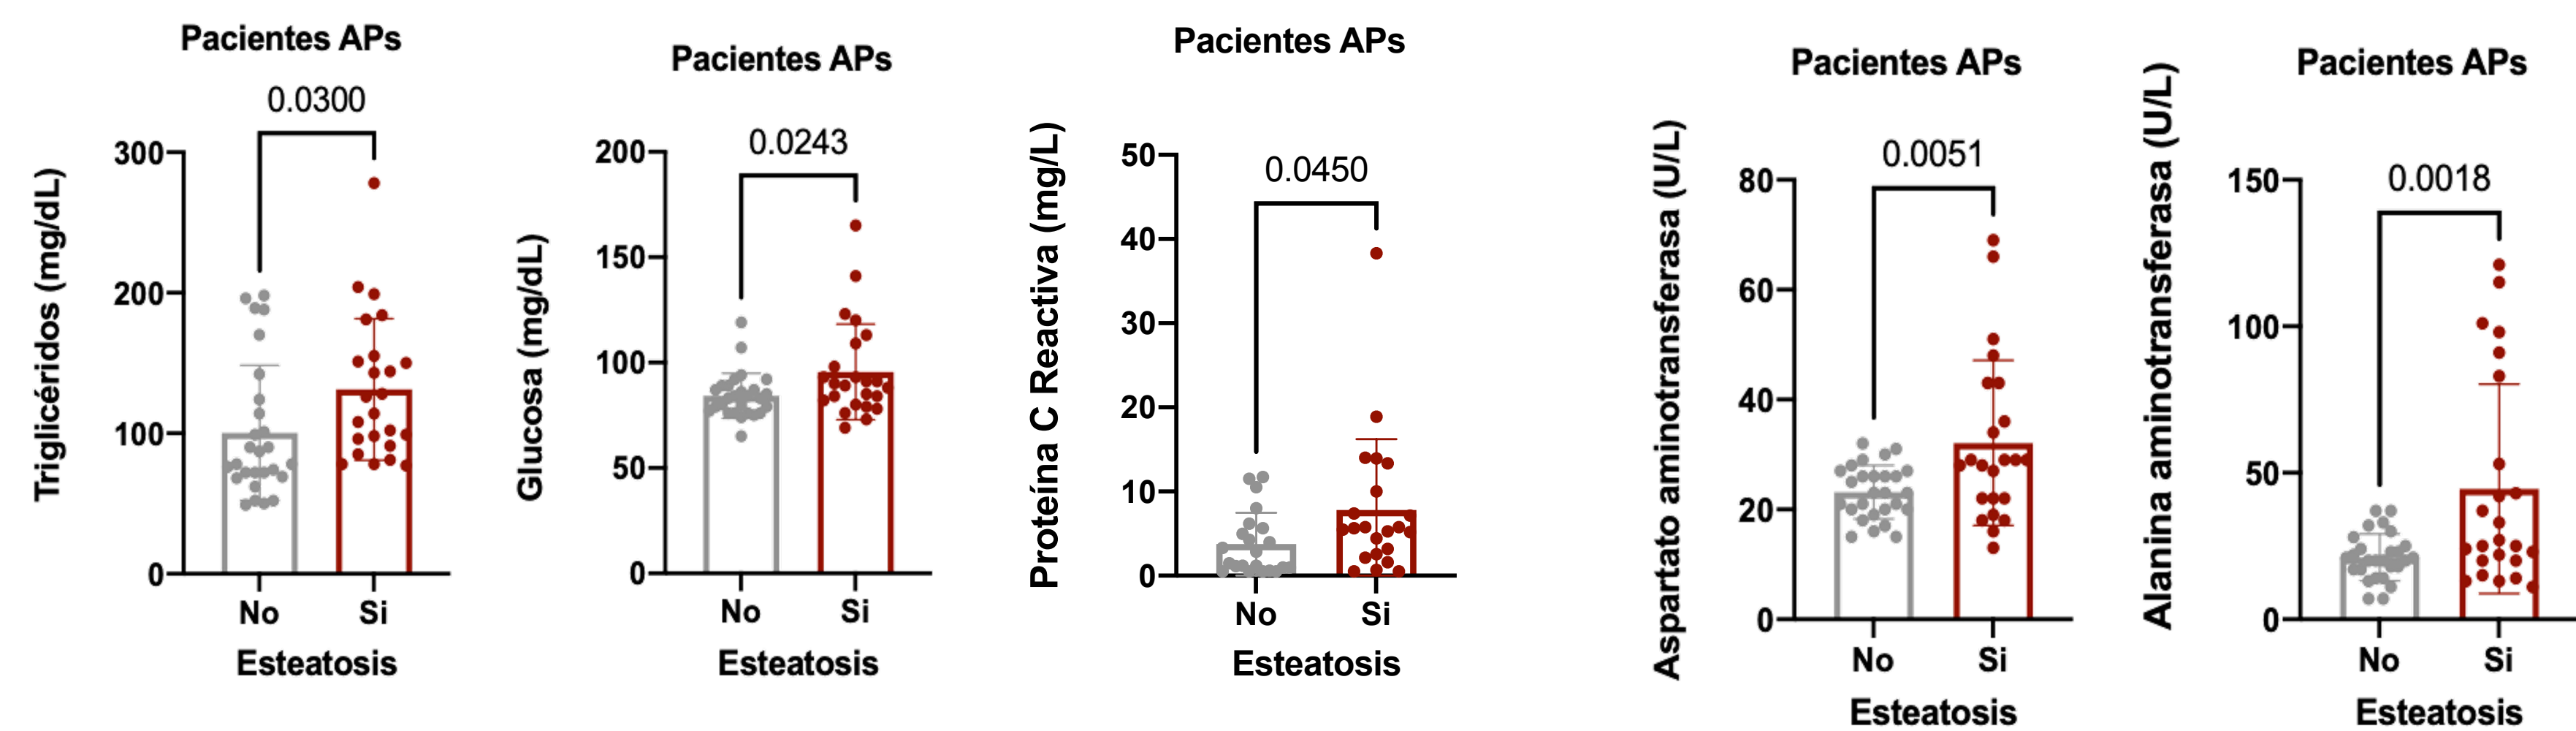 Pacientes APs
0.0300
Triglicéridos (mg/dL)
300
200
100
0
No Si
Esteatosis
Pacientes APs
0.0243
Glucosa (mg/dL)
200
150
100
50
0
No Si
Esteatosis
Pacientes APs
0.0450
Proteína C Reactiva (mg/L)
50
40
30
20
10
0
No Si
Esteatosis
Pacientes APs
0.0051
Aspartato aminotransferasa (U/L)
80
60
40
20
0
No Si
Esteatosis
Pacientes APs
0.0018
Alanina aminotransferasa (U/L)
150
100
50
0
No Si
Esteatosis